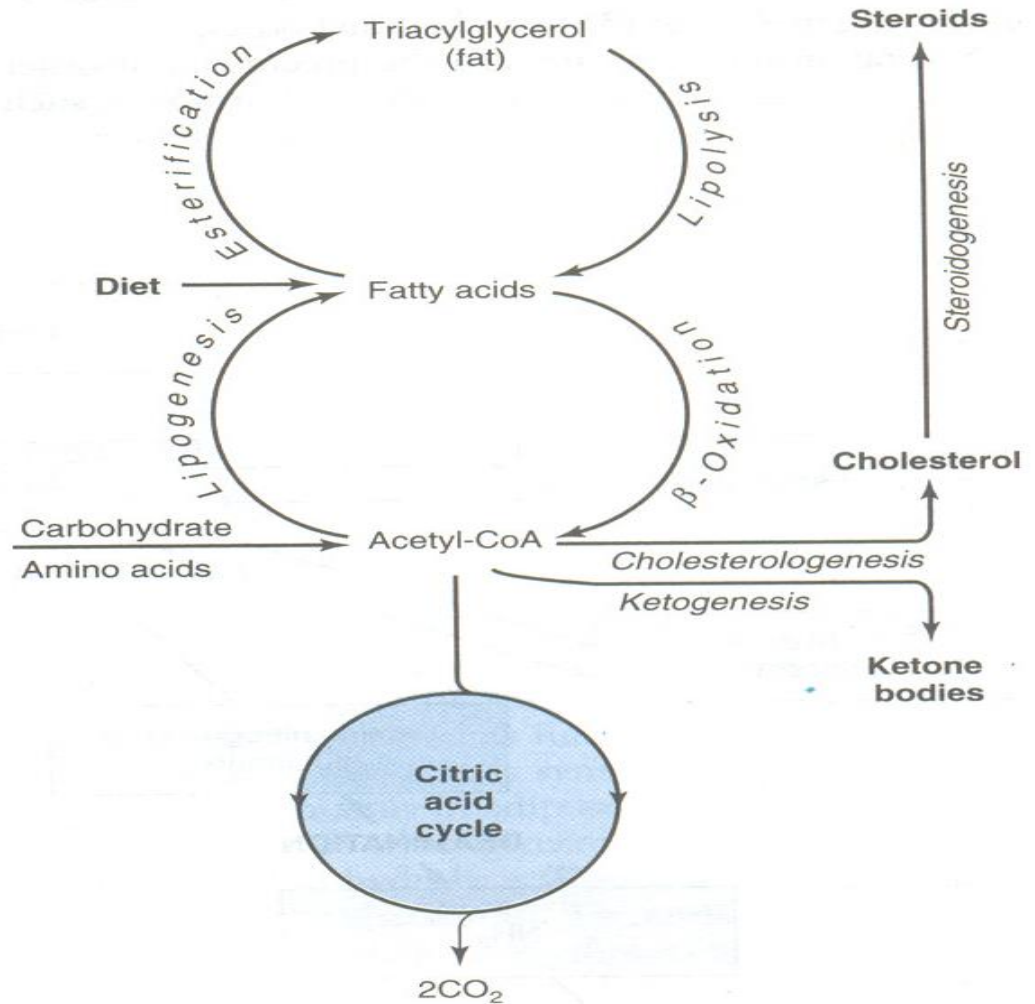 Steroids
Triacylglycerol
(fat)
Esterification
Lipolysis
Steroidogenesis
Diet
Fatty acids
Lipogenesis
β-Oxidation
Cholesterol
Carbohydrate
Amino acids
Acetyl-CoA
Cholesterologenesis
Ketogenesis
Ketone
bodies
Citric
acid
cycle
2CO₂